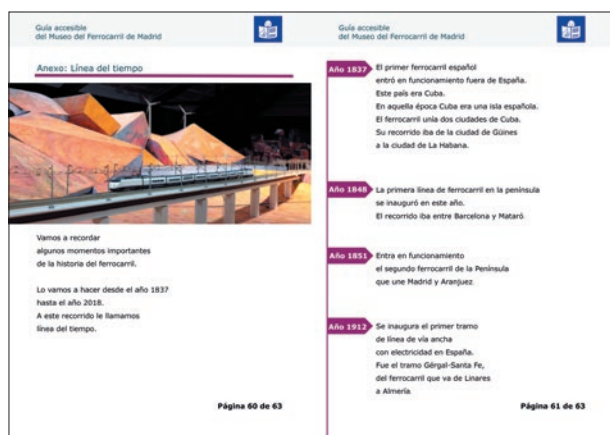 Guía accesible
del Museo del Ferrocarril de Madrid
Anexo: Línea del tiempo
Vamos a recordar
algunos momentos importantes
de la historia del ferrocarril.
Lo vamos a hacer desde el año 1837
hasta el año 2018.
A este recorrido le llamamos
línea del tiempo.
Página 60 de 63
Guía accesible
del Museo del Ferrocarril de Madrid
Año 1837
El primer ferrocarril español
entró en funcionamiento fuera de España.
Este país era Cuba.
En aquella época Cuba era una isla española.
El ferrocarril unía dos ciudades de Cuba.
Su recorrido iba de la ciudad de Güines
a la ciudad de La Habana.
Año 1848
La primera línea de ferrocarril en la península
se inauguró en este año.
El recorrido iba entre Barcelona y Mataró
Año 1851
Entra en funcionamiento
el segundo ferrocarril de la Península
que une Madrid y Aranjuez
Año 1912
Se inaugura el primer tramo
de línea de vía ancha
con electricidad en España.
Fue el tramo Gérgal-Santa Fe,
del ferrocarril que va de Linares
a Almería
Página 61 de 63